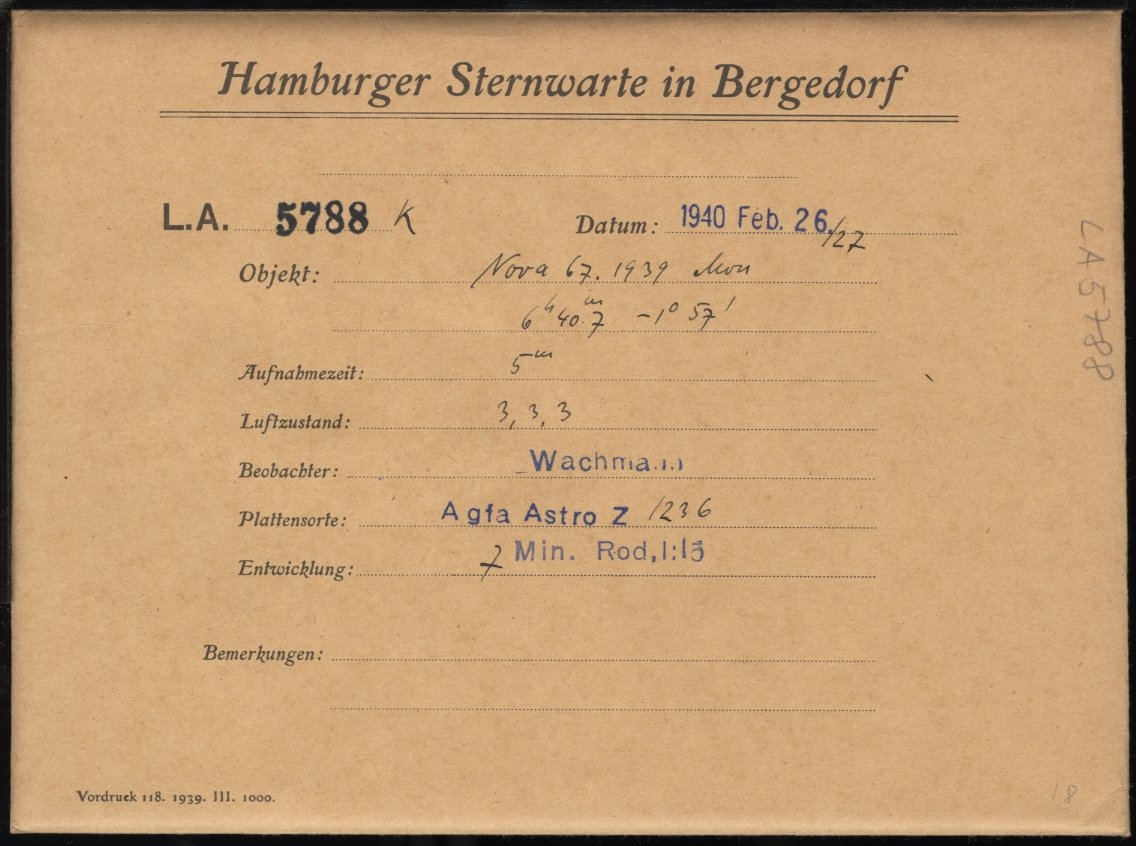 Hamburger Sternwarte in Bergedorf
L.A. 5788 K
Datum: 1940 Feb. 26./27
Objekt: Nova 67. 1939 Mon
6ʰ 40.ᵐ7 -1⁰ 57'
Aufnahmezeit: 5ᵐ
Luftzustand: 3, 3, 3
Beobachter: Wachmann
Plattensorte: Agfa Astro Z 1236
Entwicklung: 7 Min. Rod, 1:15
Bemerkungen:
Vordruck 118. 1939. III. 1000.
LA 5788
18